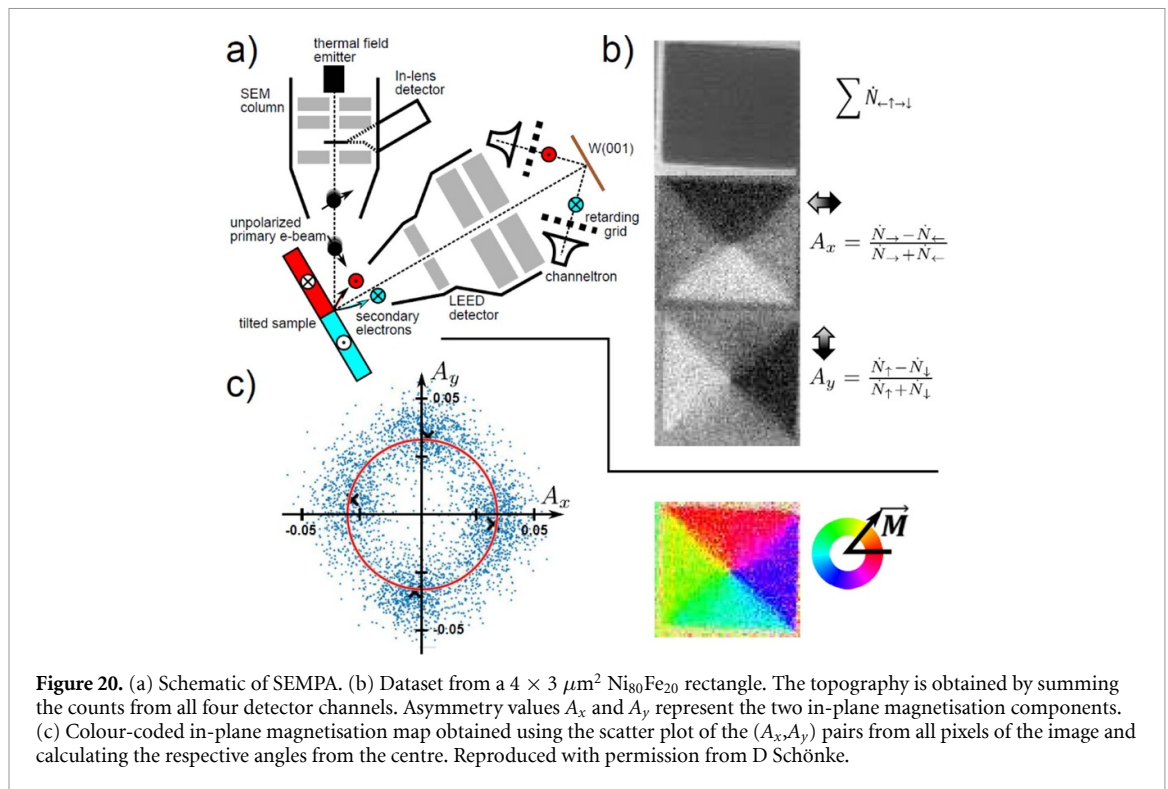 a)
thermal field
emitter
SEM
column
In-lens
detector
unpolarized
primary e-beam
W(001)
retarding
grid
channeltron
LEED
detector
secondary
electrons
tilted sample
b)
∑ Ṅ←↑→↓
A_x = (Ṅ→ − Ṅ←) / (Ṅ→ + Ṅ←)
A_y = (Ṅ↑ − Ṅ↓) / (Ṅ↑ + Ṅ↓)
c)
A_y
0.05
A_x
-0.05
0.05
-0.05
M
Figure 20. (a) Schematic of SEMPA. (b) Dataset from a 4 × 3 μm² Ni₈₀Fe₂₀ rectangle. The topography is obtained by summing
the counts from all four detector channels. Asymmetry values A_x and A_y represent the two in-plane magnetisation components.
(c) Colour-coded in-plane magnetisation map obtained using the scatter plot of the (A_x,A_y) pairs from all pixels of the image and
calculating the respective angles from the centre. Reproduced with permission from D Schönke.